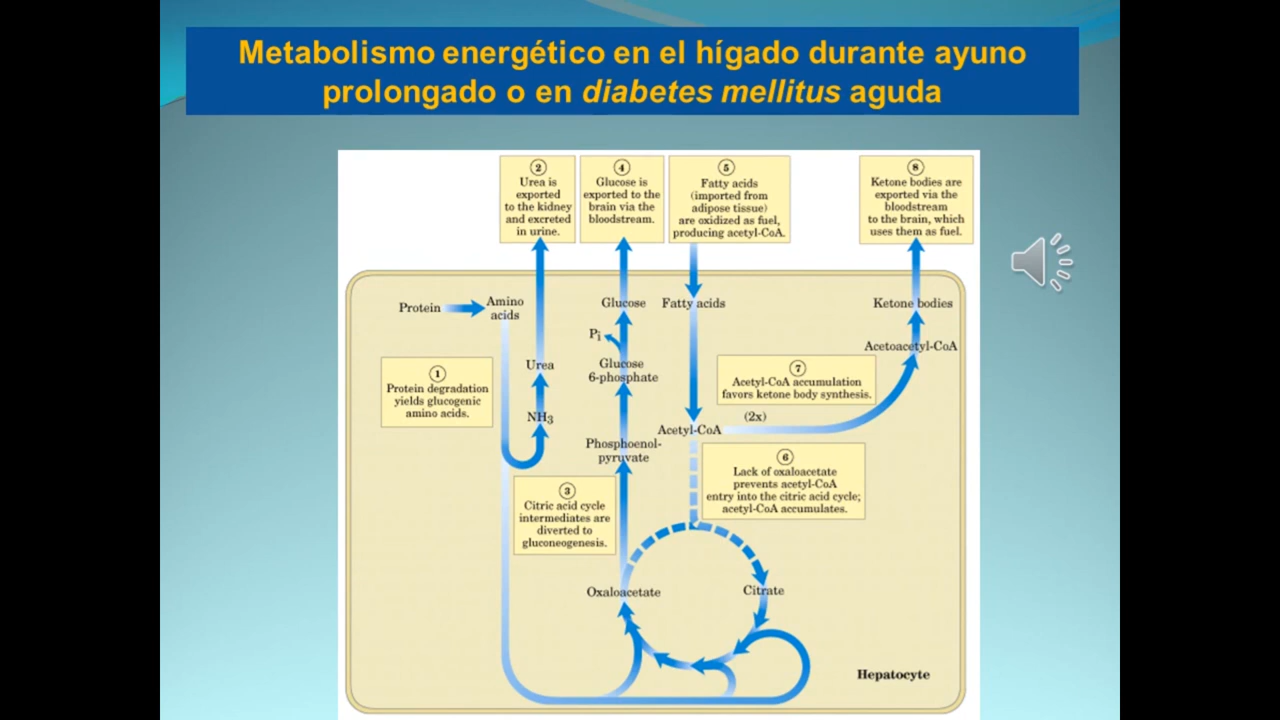 Metabolismo energético en el hígado durante ayuno
prolongado o en diabetes mellitus aguda
2
Urea is
exported
to the kidney
and excreted
in urine.
4
Glucose is
exported to the
brain via the
bloodstream.
5
Fatty acids
(imported from
adipose tissue)
are oxidized as fuel,
producing acetyl-CoA.
8
Ketone bodies are
exported via the
bloodstream
to the brain, which
uses them as fuel.
Protein
Amino
acids
Glucose
Fatty acids
Ketone bodies
Pi
Acetoacetyl-CoA
Urea
Glucose
6-phosphate
1
Protein degradation
yields glucogenic
amino acids.
7
Acetyl-CoA accumulation
favors ketone body synthesis.
NH3
(2x)
Acetyl-CoA
Phosphoenol-
pyruvate
6
Lack of oxaloacetate
prevents acetyl-CoA
entry into the citric acid cycle;
acetyl-CoA accumulates.
3
Citric acid cycle
intermediates are
diverted to
gluconeogenesis.
Oxaloacetate
Citrate
Hepatocyte